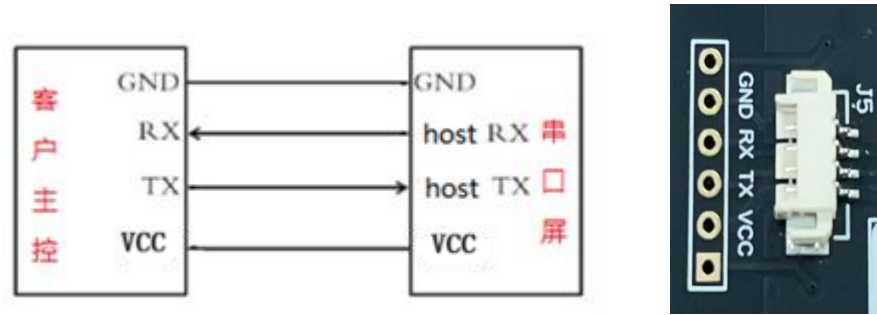 客户主控
GND
RX
TX
VCC
GND
host RX
host TX
VCC
串口屏
GND RX TX VCC
J5